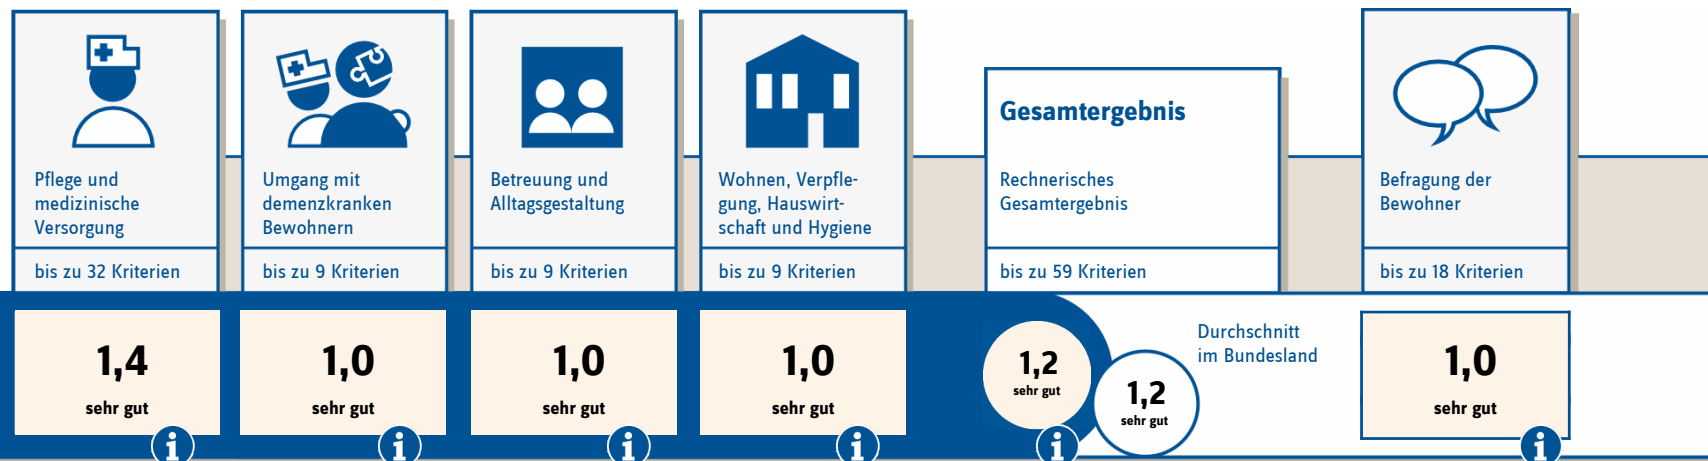 Pflege und
medizinische
Versorgung
bis zu 32 Kriterien
1,4
sehr gut
Umgang mit
demenzkranken
Bewohnern
bis zu 9 Kriterien
1,0
sehr gut
Betreuung und
Alltagsgestaltung
bis zu 9 Kriterien
1,0
sehr gut
Wohnen, Verpfle-
gung, Hauswirt-
schaft und Hygiene
bis zu 9 Kriterien
1,0
sehr gut
Gesamtergebnis
Rechnerisches
Gesamtergebnis
bis zu 59 Kriterien
1,2
sehr gut
Durchschnitt
im Bundesland
1,2
sehr gut
Befragung der
Bewohner
bis zu 18 Kriterien
1,0
sehr gut